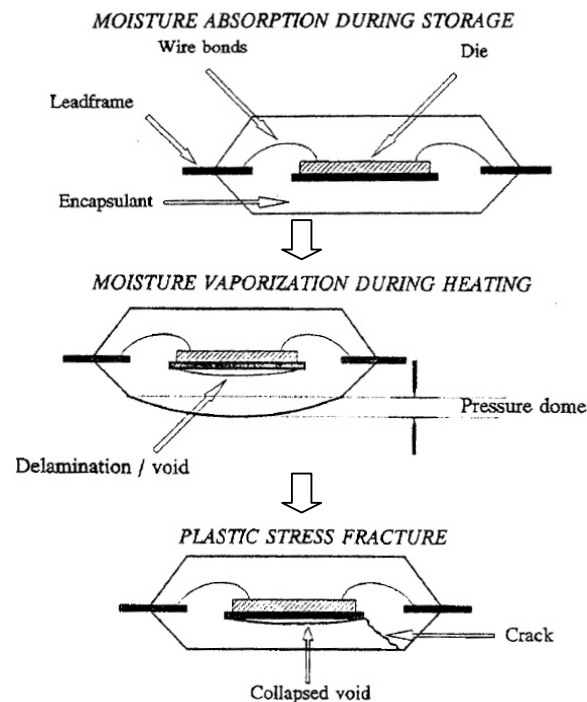 MOISTURE ABSORPTION DURING STORAGE
Wire bonds
Die
Leadframe
Encapsulant
MOISTURE VAPORIZATION DURING HEATING
Pressure dome
Delamination / void
PLASTIC STRESS FRACTURE
Crack
Collapsed void